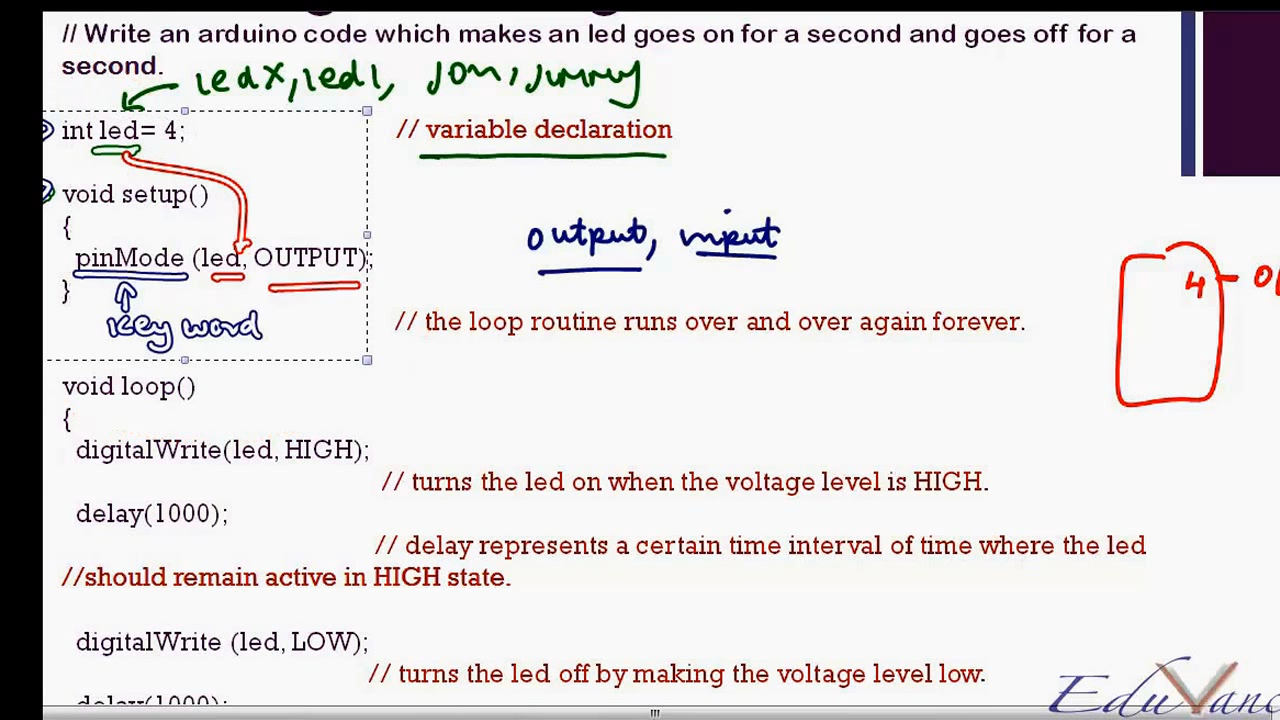 // Write an arduino code which makes an led goes on for a second and goes off for a
second.
ledX, led1, jon, jimmy
int led= 4; // variable declaration
void setup()
{
output, input
pinMode (led, OUTPUT);
4
}
key word
// the loop routine runs over and over again forever.
void loop()
{
digitalWrite(led, HIGH);
// turns the led on when the voltage level is HIGH.
delay(1000);
// delay represents a certain time interval of time where the led
//should remain active in HIGH state.
digitalWrite (led, LOW);
// turns the led off by making the voltage level low.
delay(1000);
EduVanc